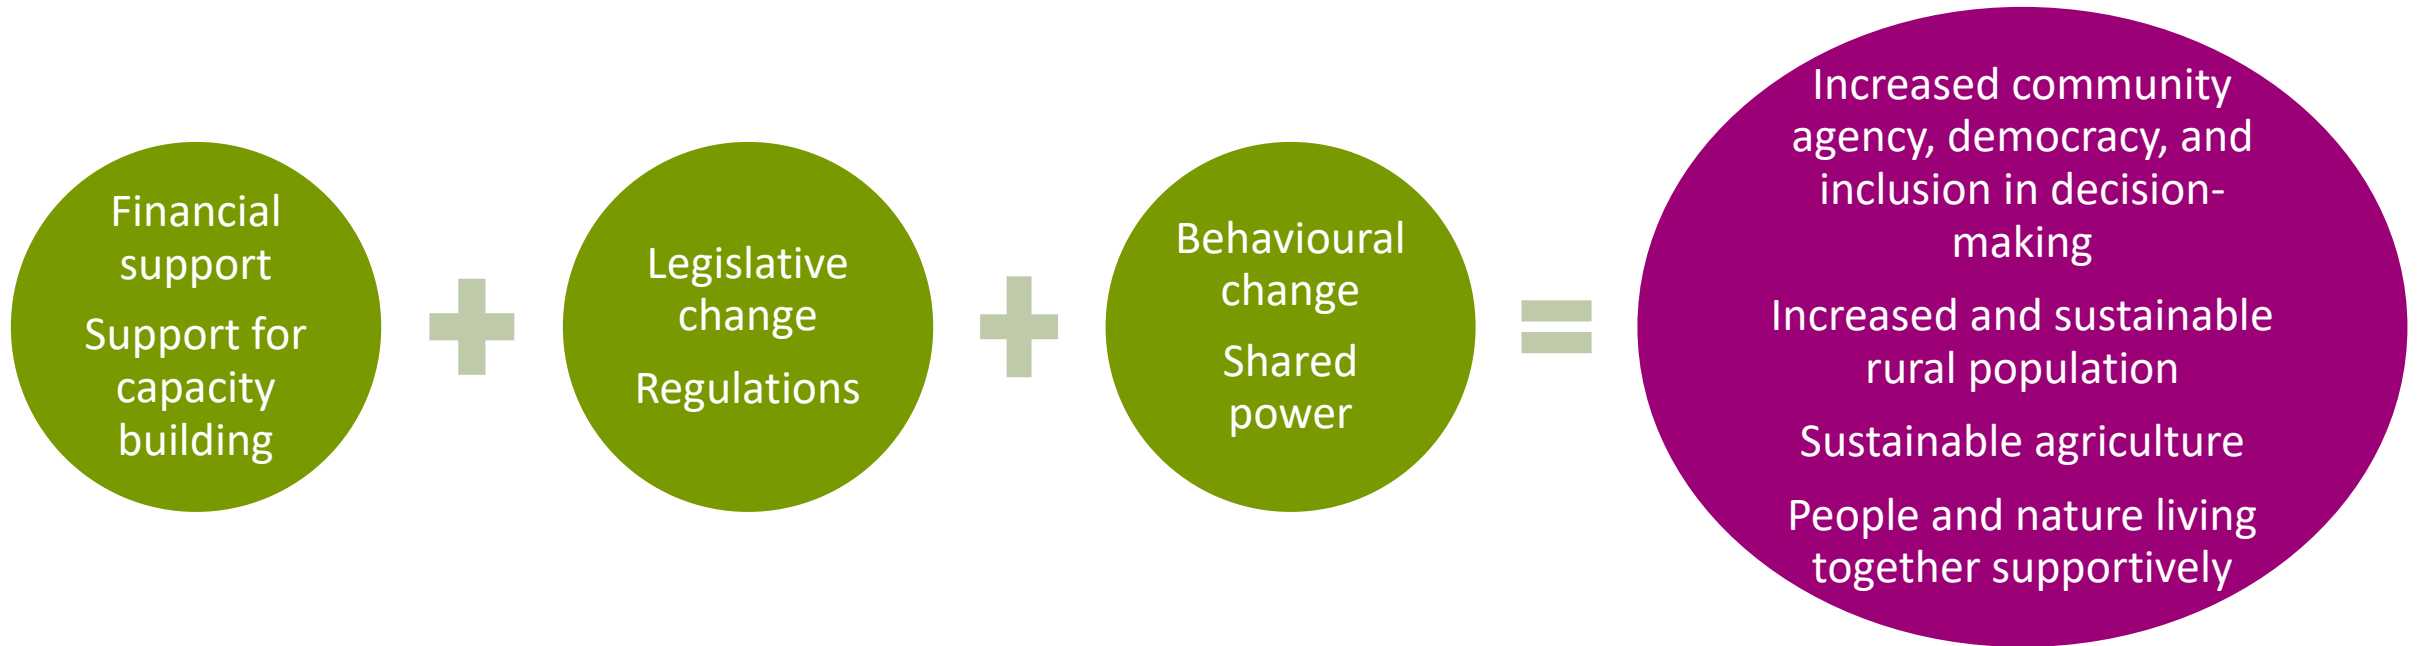 Financial
support
Support for
capacity
building
Legislative
change
Regulations
Behavioural
change
Shared
power
Increased community
agency, democracy, and
inclusion in decision-
making
Increased and sustainable
rural population
Sustainable agriculture
People and nature living
together supportively